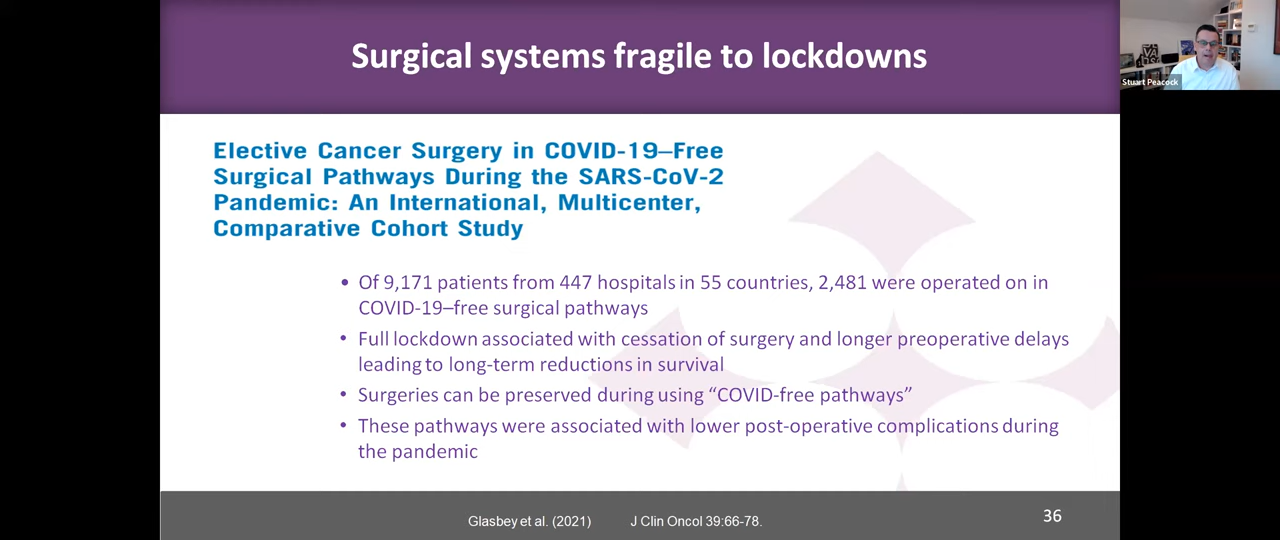 Surgical systems fragile to lockdowns
Stuart Peacock
Elective Cancer Surgery in COVID-19–Free
Surgical Pathways During the SARS-CoV-2
Pandemic: An International, Multicenter,
Comparative Cohort Study
• Of 9,171 patients from 447 hospitals in 55 countries, 2,481 were operated on in
COVID-19–free surgical pathways
• Full lockdown associated with cessation of surgery and longer preoperative delays
leading to long-term reductions in survival
• Surgeries can be preserved during using “COVID-free pathways”
• These pathways were associated with lower post-operative complications during
the pandemic
Glasbey et al. (2021) J Clin Oncol 39:66-78.
36